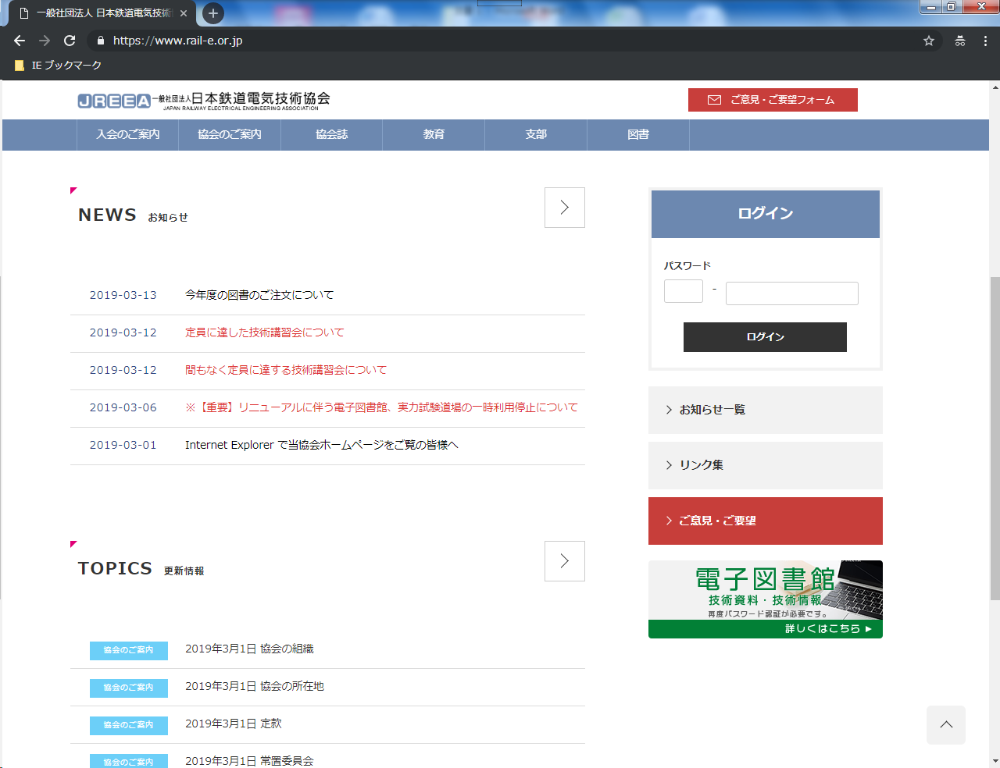 一般社団法人 日本鉄道電気技術
https://www.rail-e.or.jp
IE ブックマーク
JREEA 一般社団法人日本鉄道電気技術協会
JAPAN RAILWAY ELECTRICAL ENGINEERING ASSOCIATION
ご意見・ご要望フォーム
入会のご案内
協会のご案内
協会誌
教育
支部
図書
NEWS お知らせ
2019-03-13 今年度の図書のご注文について
2019-03-12 定員に達した技術講習会について
2019-03-12 間もなく定員に達する技術講習会について
2019-03-06 ※【重要】リニューアルに伴う電子図書館、実力試験道場の一時利用停止について
2019-03-01 Internet Explorer で当協会ホームページをご覧の皆様へ
TOPICS 更新情報
協会のご案内 2019年3月1日 協会の組織
協会のご案内 2019年3月1日 協会の所在地
協会のご案内 2019年3月1日 定款
協会のご案内 2019年3月1日 常置委員会
ログイン
パスワード
-
ログイン
お知らせ一覧
リンク集
ご意見・ご要望
電子図書館
技術資料・技術情報
再度パスワード認証が必要です。
詳しくはこちら ▶